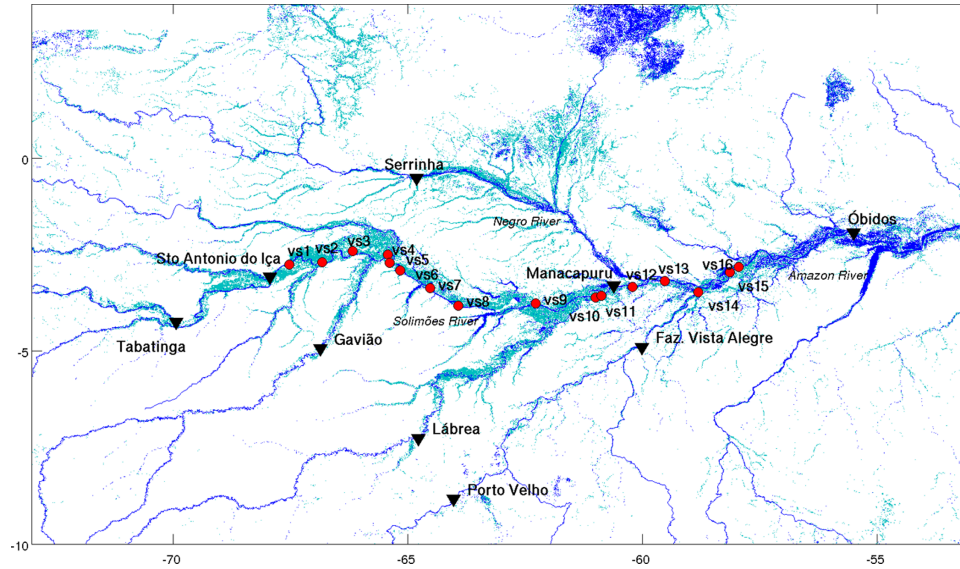 0
-5
-10
-70
-65
-60
-55
Serrinha
Negro River
Óbidos
Amazon River
Sto Antonio do Iça
vs1
vs2
vs3
vs4
vs5
vs6
vs7
vs8
vs9
vs10
vs11
Manacapuru
vs12
vs13
vs14
vs15
vs16
Solimões River
Tabatinga
Gavião
Faz. Vista Alegre
Lábrea
Porto Velho